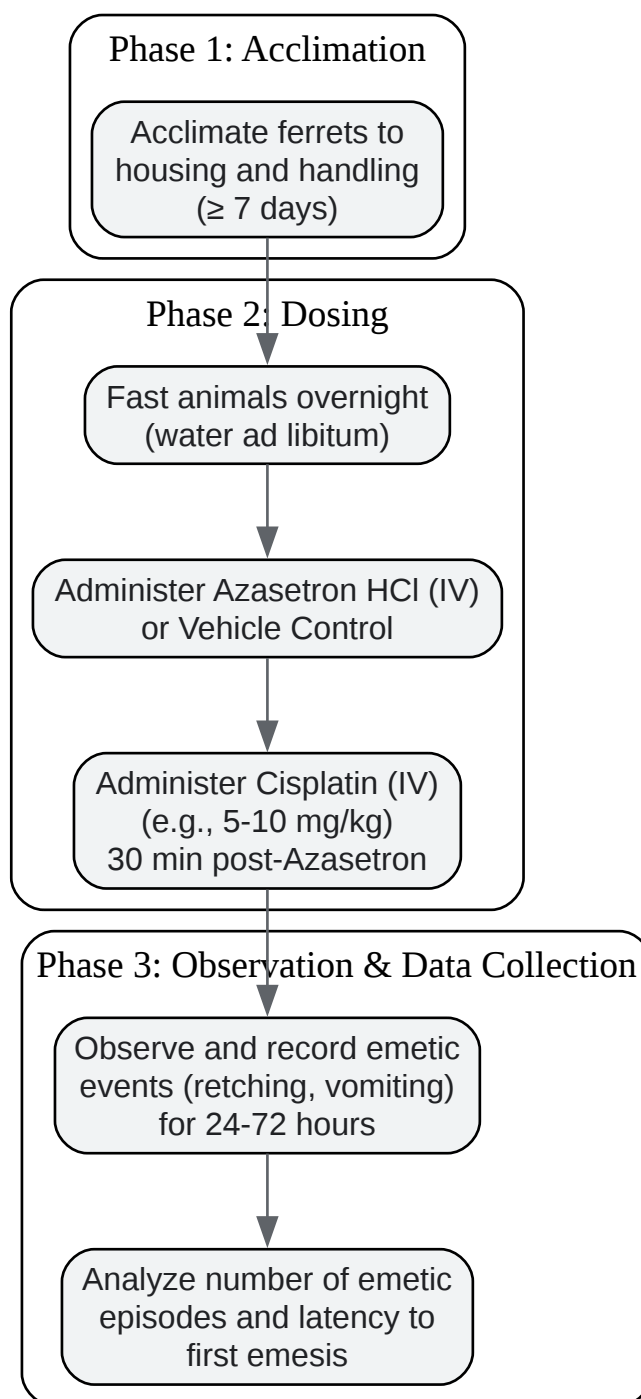 Phase 1: Acclimation
Acclimate ferrets to
housing and handling
(≥ 7 days)
Phase 2: Dosing
Fast animals overnight
(water ad libitum)
Administer Azasetron HCl (IV)
or Vehicle Control
Administer Cisplatin (IV)
(e.g., 5-10 mg/kg)
30 min post-Azasetron
Phase 3: Observation & Data Collection
Observe and record emetic
events (retching, vomiting)
for 24-72 hours
Analyze number of emetic
episodes and latency to
first emesis